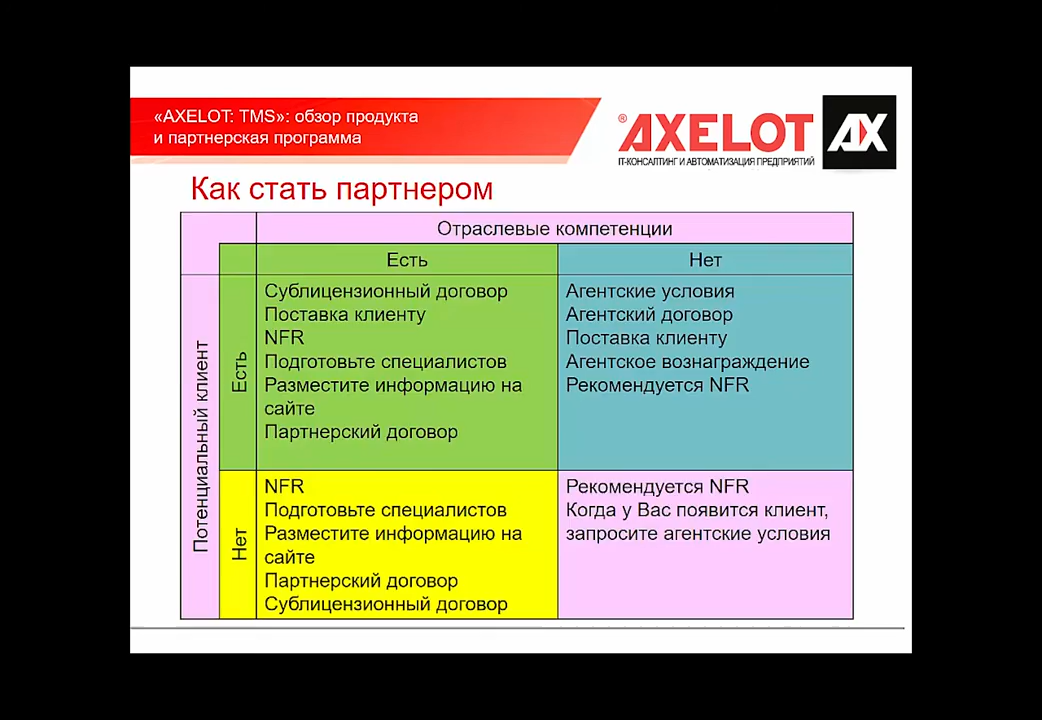 «AXELOT: TMS»: обзор продукта
и партнерская программа
®AXELOT AX
IT-КОНСАЛТИНГ И АВТОМАТИЗАЦИЯ ПРЕДПРИЯТИЙ
Как стать партнером
Отраслевые компетенции
Есть
Нет
Потенциальный клиент
Есть
Сублицензионный договор
Поставка клиенту
NFR
Подготовьте специалистов
Разместите информацию на
сайте
Партнерский договор
Агентские условия
Агентский договор
Поставка клиенту
Агентское вознаграждение
Рекомендуется NFR
Нет
NFR
Подготовьте специалистов
Разместите информацию на
сайте
Партнерский договор
Сублицензионный договор
Рекомендуется NFR
Когда у Вас появится клиент,
запросите агентские условия